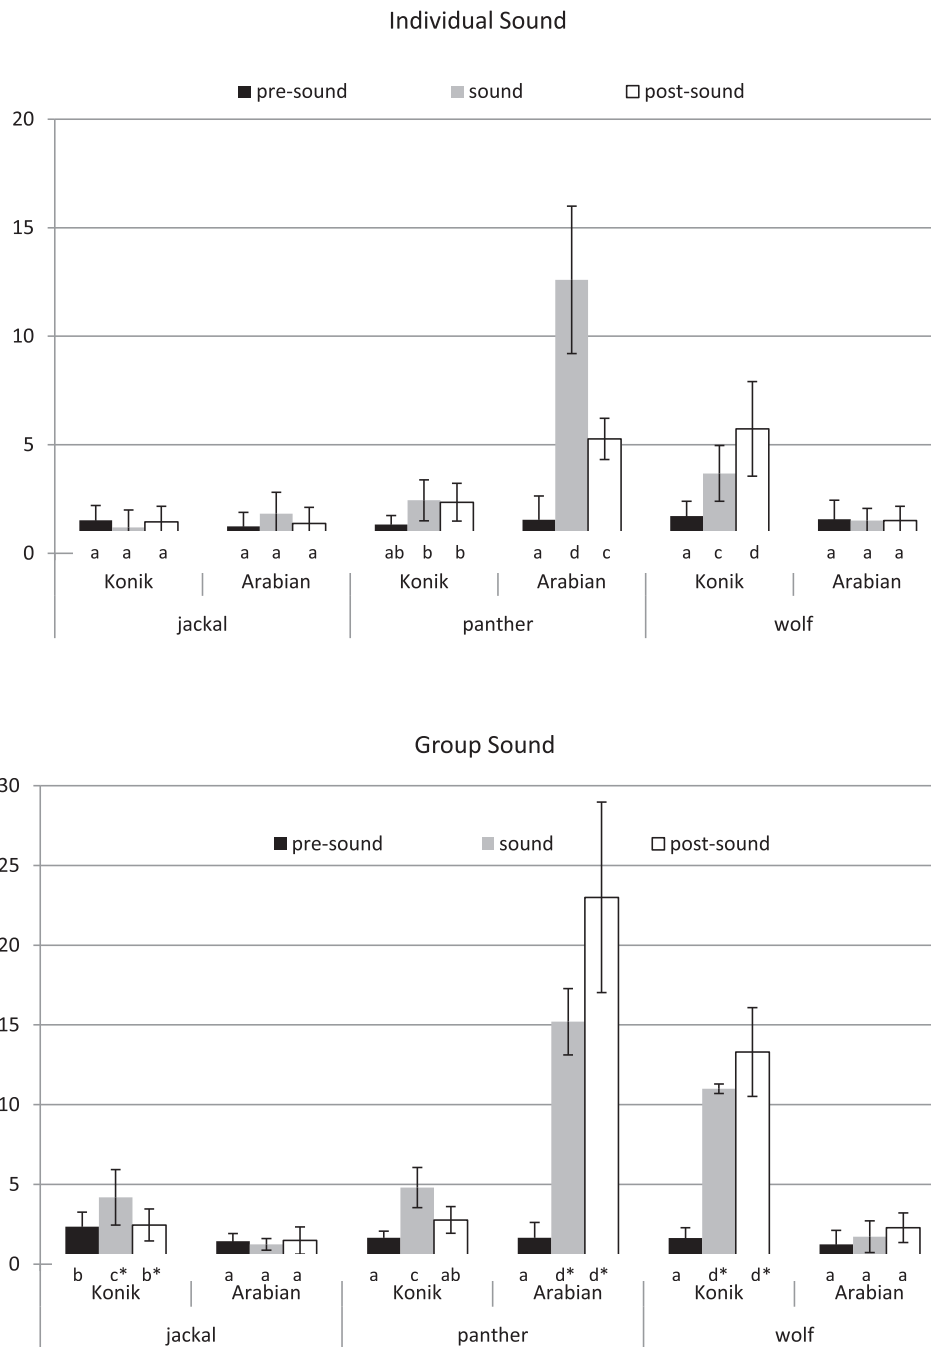 Individual Sound
pre-sound sound post-sound
20
15
10
5
0
a a a a a a ab b b a d c a c d a a a
Konik Arabian Konik Arabian Konik Arabian
jackal panther wolf
Group Sound
30
pre-sound sound post-sound
25
20
15
10
5
0
b c* b* a a a a c ab a d* d* a d* d* a a a
Konik Arabian Konik Arabian Konik Arabian
jackal panther wolf